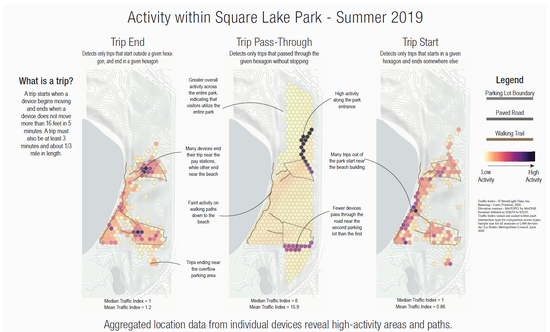 Activity within Square Lake Park - Summer 2019
Trip End
Detects only trips that start outside a given hexa-
gon, and end in a given hexagon
Trip Pass-Through
Detects only trips that passed through the
given hexagon without stopping
Trip Start
Detects only trips that starts in a given
hexagon and ends somewhere else
What is a trip?
A trip starts when a
device begins moving
and ends when a
device does not move
more than 16 feet in 5
minutes. A trip must
also be at least 3
minutes and about 1/3
mile in length.
Greater overall
activity across
the entire park,
indicating that
visitors utilize the
entire park
Many devices end
their trip near the
pay stations,
while other end
near the beach
Faint activity on
walking paths
down to the
beach
Trips ending near
the overflow
parking area
High activity
along the park
entrance
Many trips out
of the park start near
the beach building
Fewer devices
pass through the
road near the
second parking
lot than the first
Legend
Parking Lot Boundary
Paved Road
Walking Trail
Low
Activity
High
Activity
Median Traffic Index = 1
Mean Traffic Index = 1.2
Median Traffic Index = 6
Mean Traffic Index = 15.9
Median Traffic Index = 1
Mean Traffic Index = 0.86
Aggregated location data from individual devices reveal high-activity areas and paths.